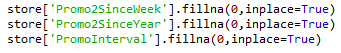 store['Promo2SinceWeek'].fillna(0,inplace=True)
store['Promo2SinceYear'].fillna(0,inplace=True)
store['PromoInterval'].fillna(0,inplace=True)